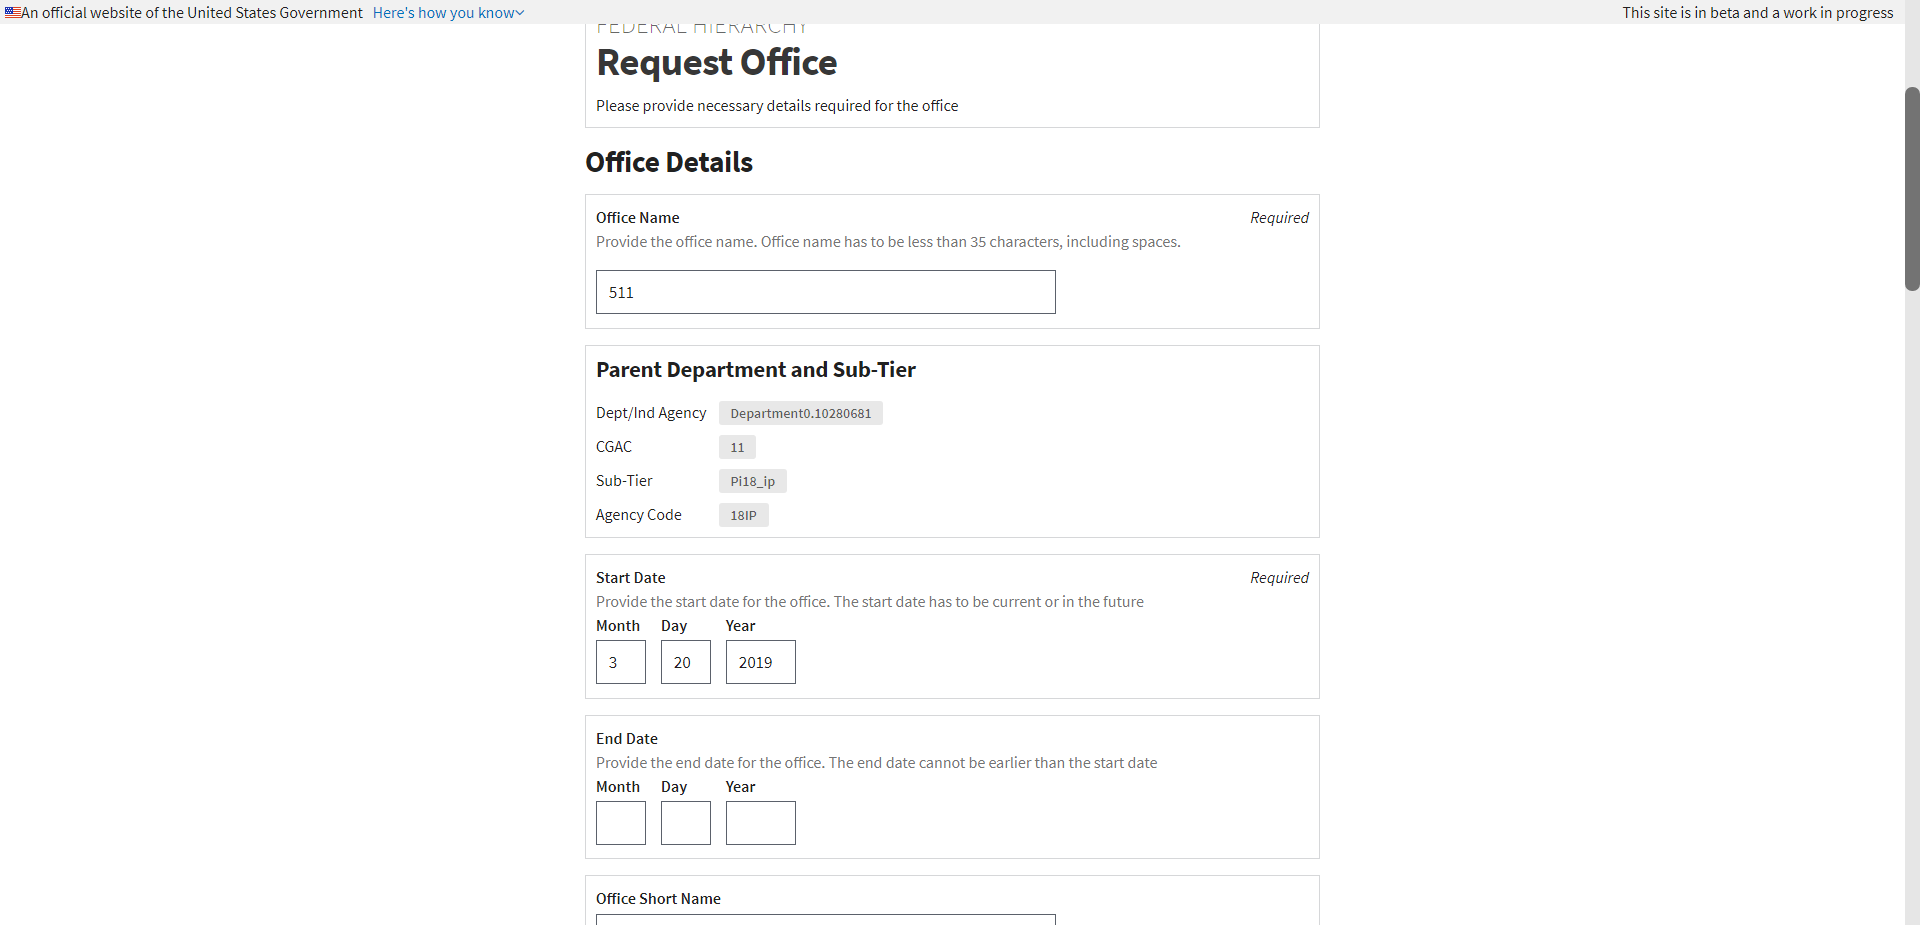 An official website of the United States Government Here's how you know
This site is in beta and a work in progress
FEDERAL HIERARCHY
Request Office
Please provide necessary details required for the office
Office Details
Office Name
Required
Provide the office name. Office name has to be less than 35 characters, including spaces.
511
Parent Department and Sub-Tier
Dept/Ind Agency Department0.10280681
CGAC 11
Sub-Tier Pi18_ip
Agency Code 18IP
Start Date
Required
Provide the start date for the office. The start date has to be current or in the future
Month Day Year
3 20 2019
End Date
Provide the end date for the office. The end date cannot be earlier than the start date
Month Day Year
Office Short Name